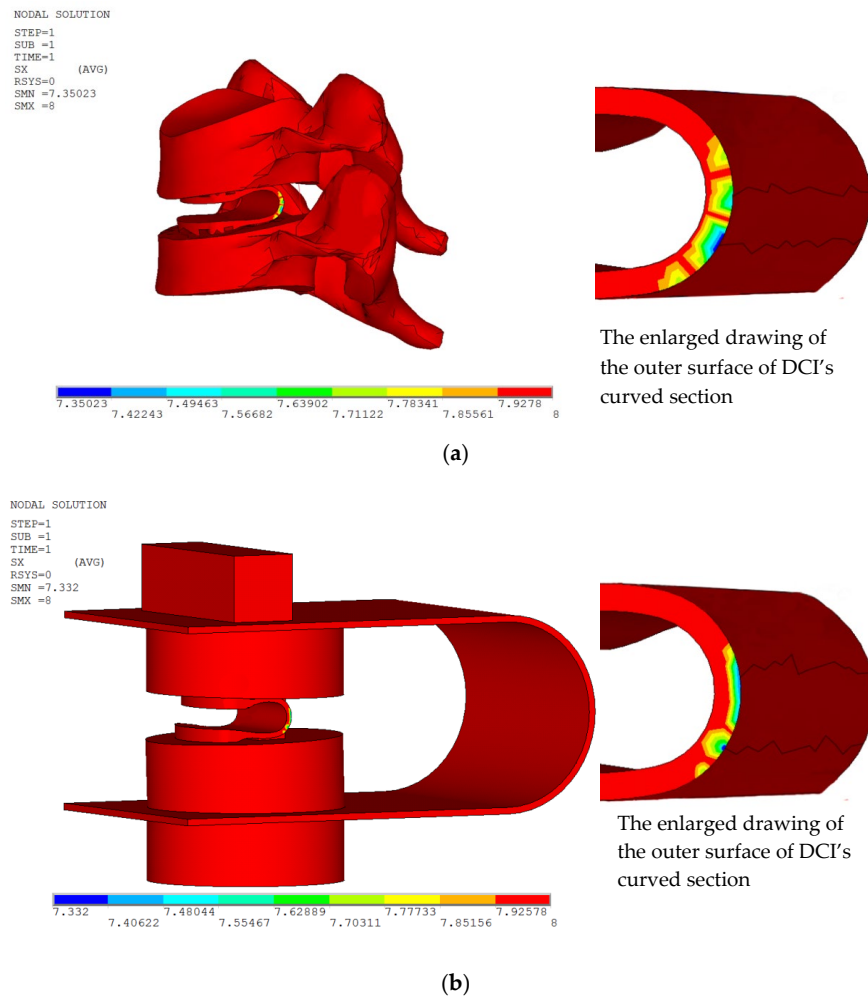 NODAL SOLUTION
STEP=1
SUB =1
TIME=1
SX (AVG)
RSYS=0
SMN =7.35023
SMX =8
The enlarged drawing of
the outer surface of DCI's
curved section
7.35023 7.49463 7.63902 7.78341 7.9278
7.42243 7.56682 7.71122 7.85561 8
(a)
NODAL SOLUTION
STEP=1
SUB =1
TIME=1
SX (AVG)
RSYS=0
SMN =7.332
SMX =8
The enlarged drawing of
the outer surface of DCI's
curved section
7.332 7.48044 7.62889 7.77733 7.92578
7.40622 7.55467 7.70311 7.85156 8
(b)